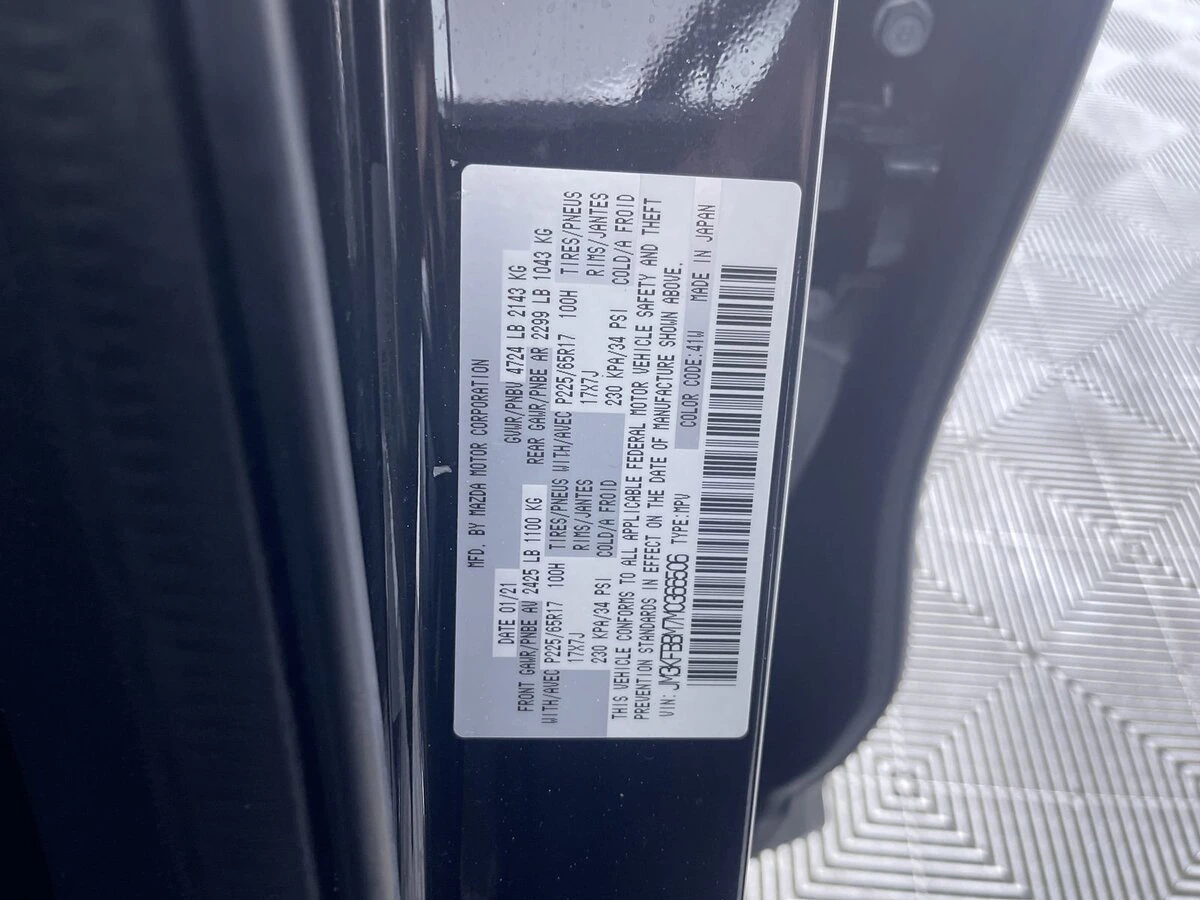 MFD. BY MAZDA MOTOR CORPORATION
DATE 01/21 GVWR/PNBV 4724 LB 2143 KG
FRONT GAWR/PNBE AV 2425 LB 1100 KG REAR GAWR/PNBE AR 2299 LB 1043 KG
WITH/AVEC P225/65R17 100H TIRES/PNEUS WITH/AVEC P225/65R17 100H TIRES/PNEUS
17X7J RIMS/JANTES 17X7J RIMS/JANTES
230 KPA/34 PSI COLD/A FROID 230 KPA/34 PSI COLD/A FROID
THIS VEHICLE CONFORMS TO ALL APPLICABLE FEDERAL MOTOR VEHICLE SAFETY AND THEFT
PREVENTION STANDARDS IN EFFECT ON THE DATE OF MANUFACTURE SHOWN ABOVE.
VIN: JM3KFBBM7M0366506 TYPE:MPV COLOR CODE:41W MADE IN JAPAN